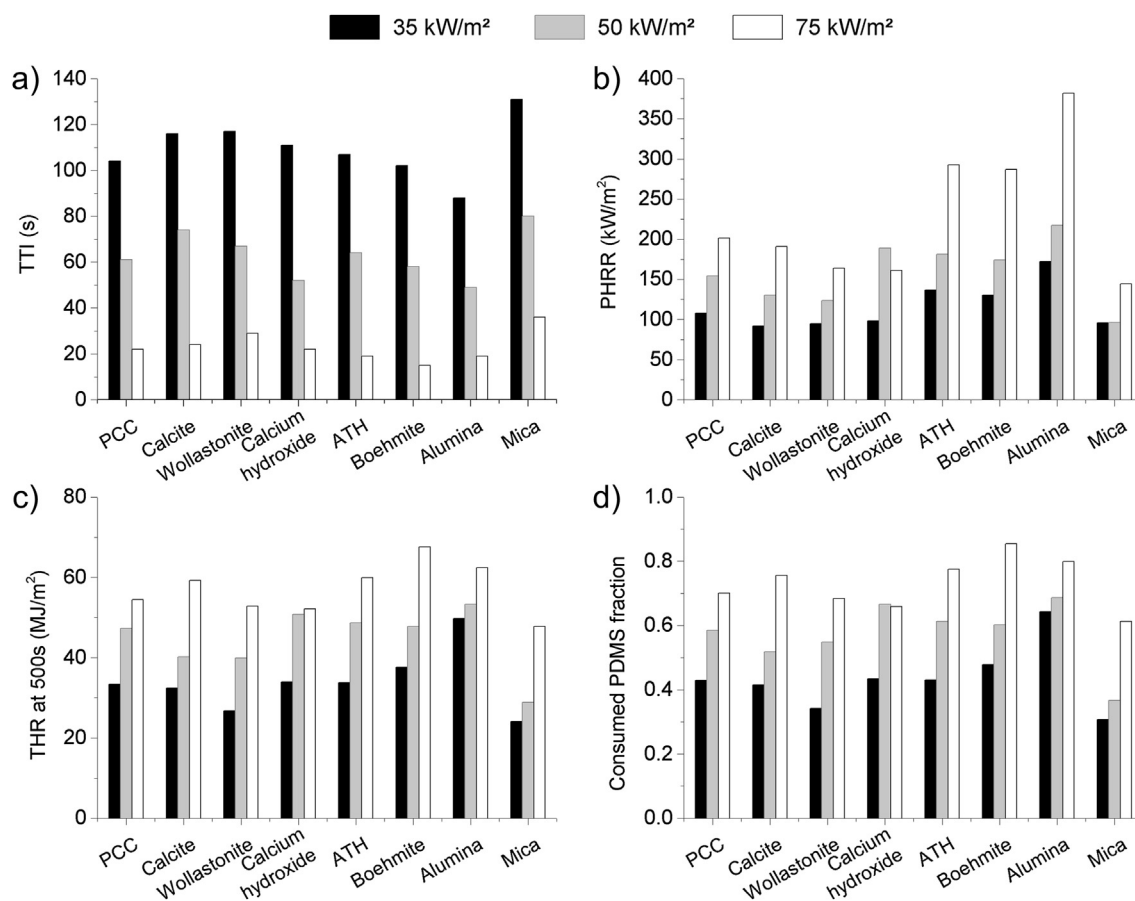 35 kW/m² 50 kW/m² 75 kW/m²
a)
TTI (s)
140
120
100
80
60
40
20
0
PCC
Calcite
Wollastonite
Calcium
hydroxide
ATH
Boehmite
Alumina
Mica
b)
PHRR (kW/m²)
400
350
300
250
200
150
100
50
0
PCC
Calcite
Wollastonite
Calcium
hydroxide
ATH
Boehmite
Alumina
Mica
c)
THR at 500s (MJ/m²)
80
60
40
20
0
PCC
Calcite
Wollastonite
Calcium
hydroxide
ATH
Boehmite
Alumina
Mica
d)
Consumed PDMS fraction
1.0
0.8
0.6
0.4
0.2
0.0
PCC
Calcite
Wollastonite
Calcium
hydroxide
ATH
Boehmite
Alumina
Mica